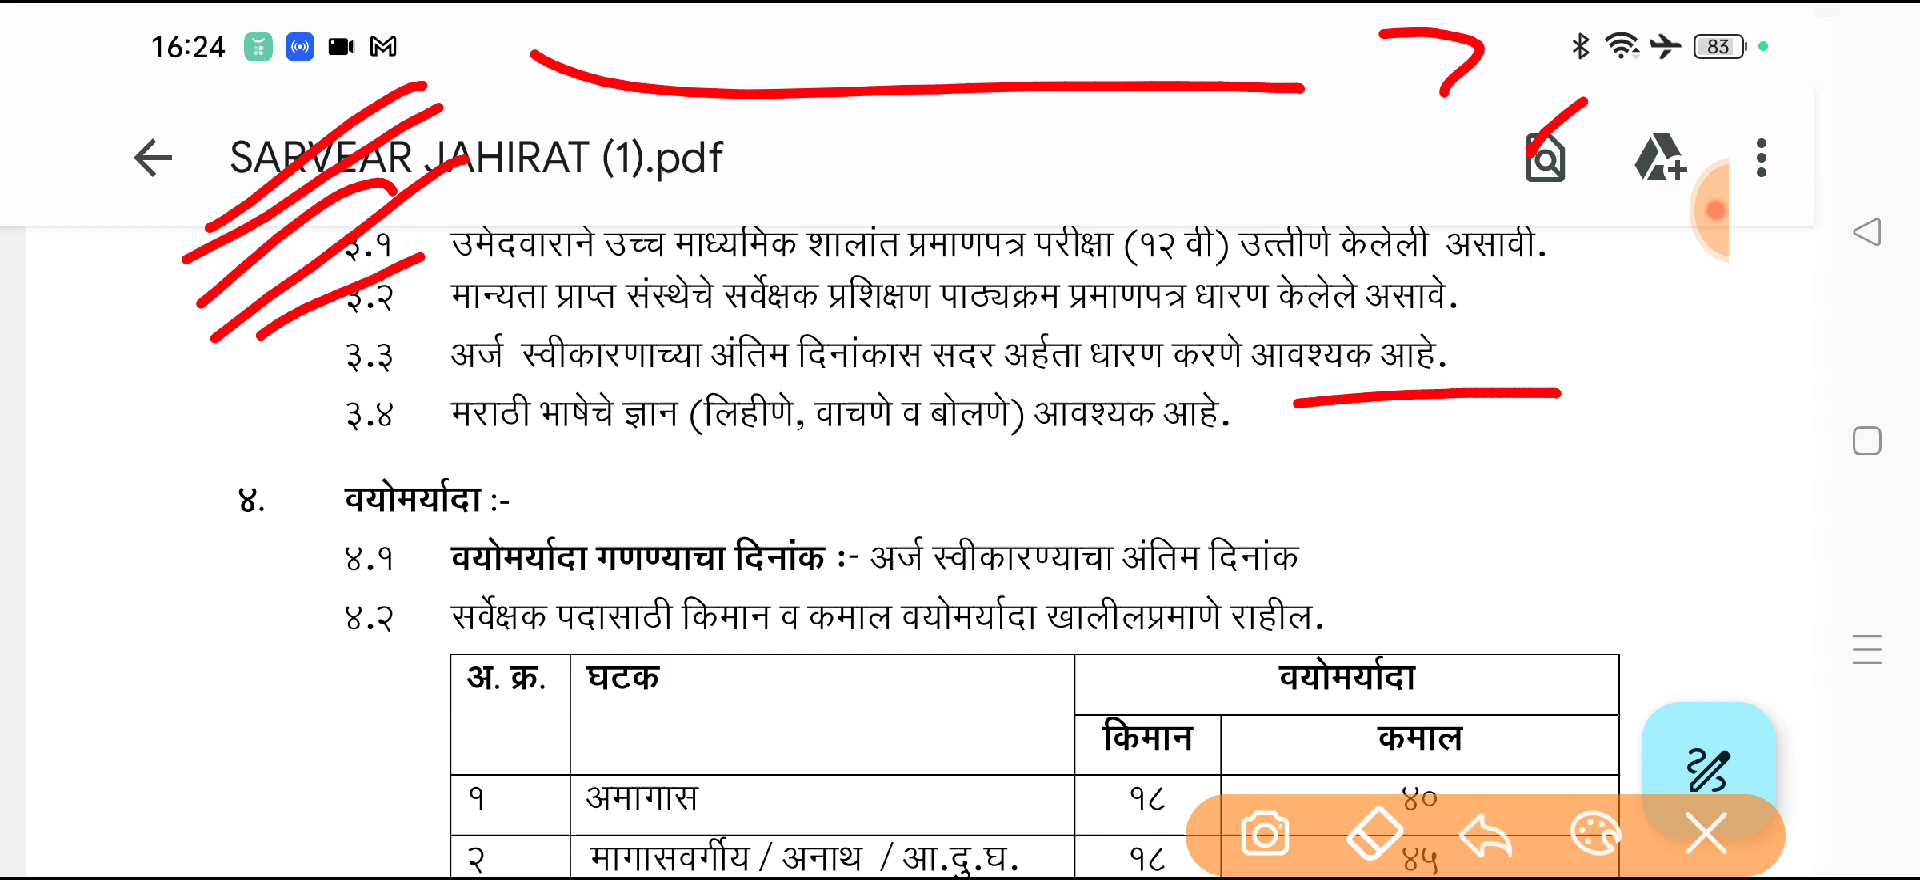 16:24
83
SARVEAR JAHIRAT (1).pdf
३.१ उमेदवाराने उच्च माध्यमिक शालांत प्रमाणपत्र परीक्षा (१२ वी) उत्तीर्ण केलेली असावी.
३.२ मान्यता प्राप्त संस्थेचे सर्वेक्षक प्रशिक्षण पाठ्यक्रम प्रमाणपत्र धारण केलेले असावे.
३.३ अर्ज स्वीकारणाच्या अंतिम दिनांकास सदर अर्हता धारण करणे आवश्यक आहे.
३.४ मराठी भाषेचे ज्ञान (लिहीणे, वाचणे व बोलणे) आवश्यक आहे.
४. वयोमर्यादा :-
४.१ वयोमर्यादा गणण्याचा दिनांक :- अर्ज स्वीकारण्याचा अंतिम दिनांक
४.२ सर्वेक्षक पदासाठी किमान व कमाल वयोमर्यादा खालीलप्रमाणे राहील.
अ. क्र. घटक वयोमर्यादा
किमान कमाल
१ अमागास १८ ४०
२ मागासवर्गीय / अनाथ / आ.दु.घ. १८ ४५